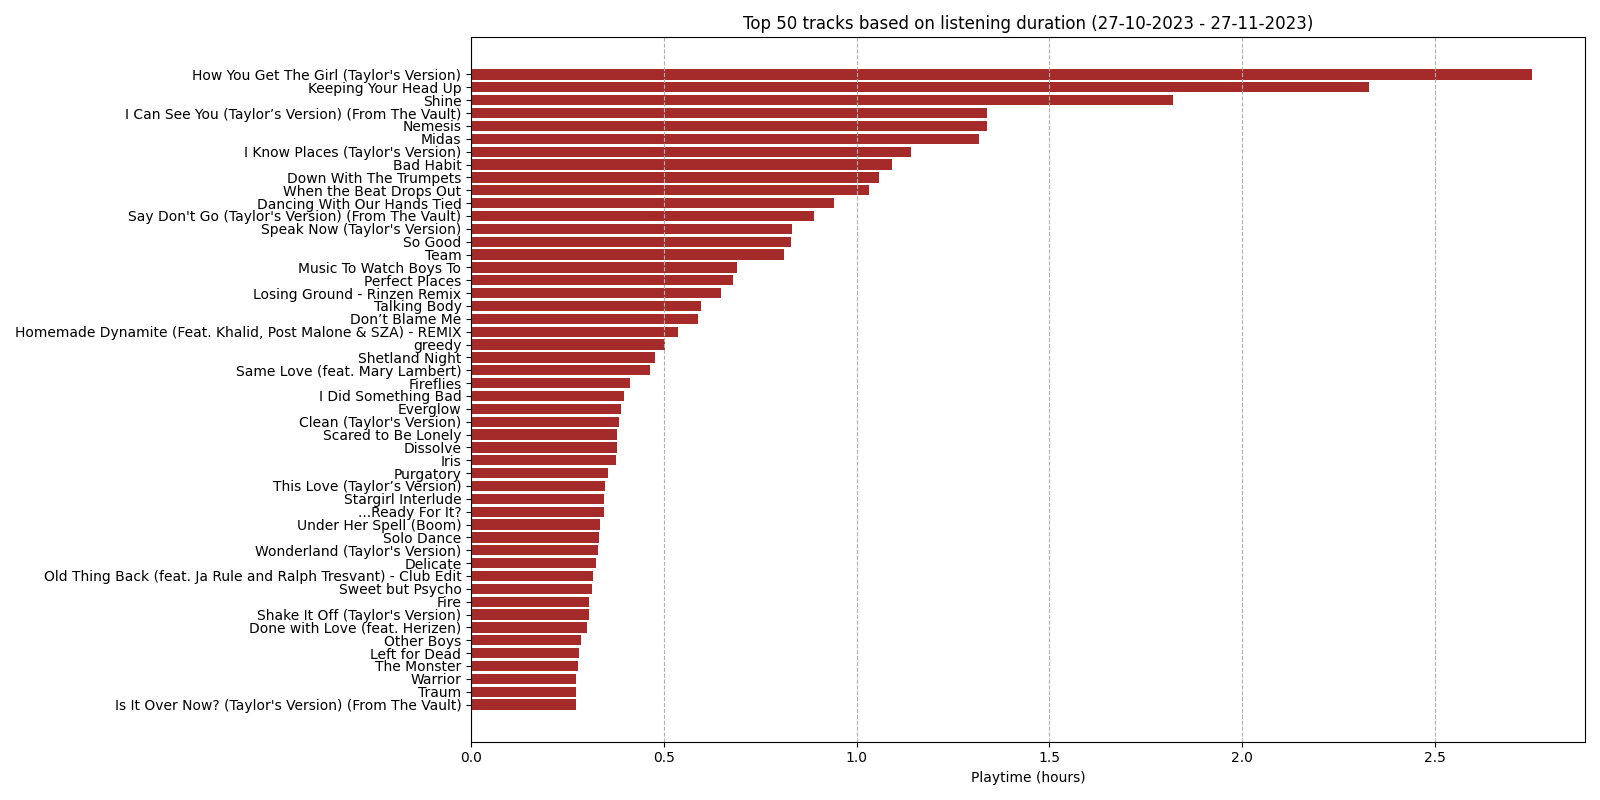 Top 50 tracks based on listening duration (27-10-2023 - 27-11-2023)
How You Get The Girl (Taylor's Version)
Keeping Your Head Up
Shine
I Can See You (Taylor’s Version) (From The Vault)
Nemesis
Midas
I Know Places (Taylor's Version)
Bad Habit
Down With The Trumpets
When the Beat Drops Out
Dancing With Our Hands Tied
Say Don't Go (Taylor's Version) (From The Vault)
Speak Now (Taylor's Version)
So Good
Team
Music To Watch Boys To
Perfect Places
Losing Ground - Rinzen Remix
Talking Body
Don’t Blame Me
Homemade Dynamite (Feat. Khalid, Post Malone & SZA) - REMIX
greedy
Shetland Night
Same Love (feat. Mary Lambert)
Fireflies
I Did Something Bad
Everglow
Clean (Taylor's Version)
Scared to Be Lonely
Dissolve
Iris
Purgatory
This Love (Taylor’s Version)
Stargirl Interlude
...Ready For It?
Under Her Spell (Boom)
Solo Dance
Wonderland (Taylor's Version)
Delicate
Old Thing Back (feat. Ja Rule and Ralph Tresvant) - Club Edit
Sweet but Psycho
Fire
Shake It Off (Taylor's Version)
Done with Love (feat. Herizen)
Other Boys
Left for Dead
The Monster
Warrior
Traum
Is It Over Now? (Taylor's Version) (From The Vault)
0.0 0.5 1.0 1.5 2.0 2.5
Playtime (hours)